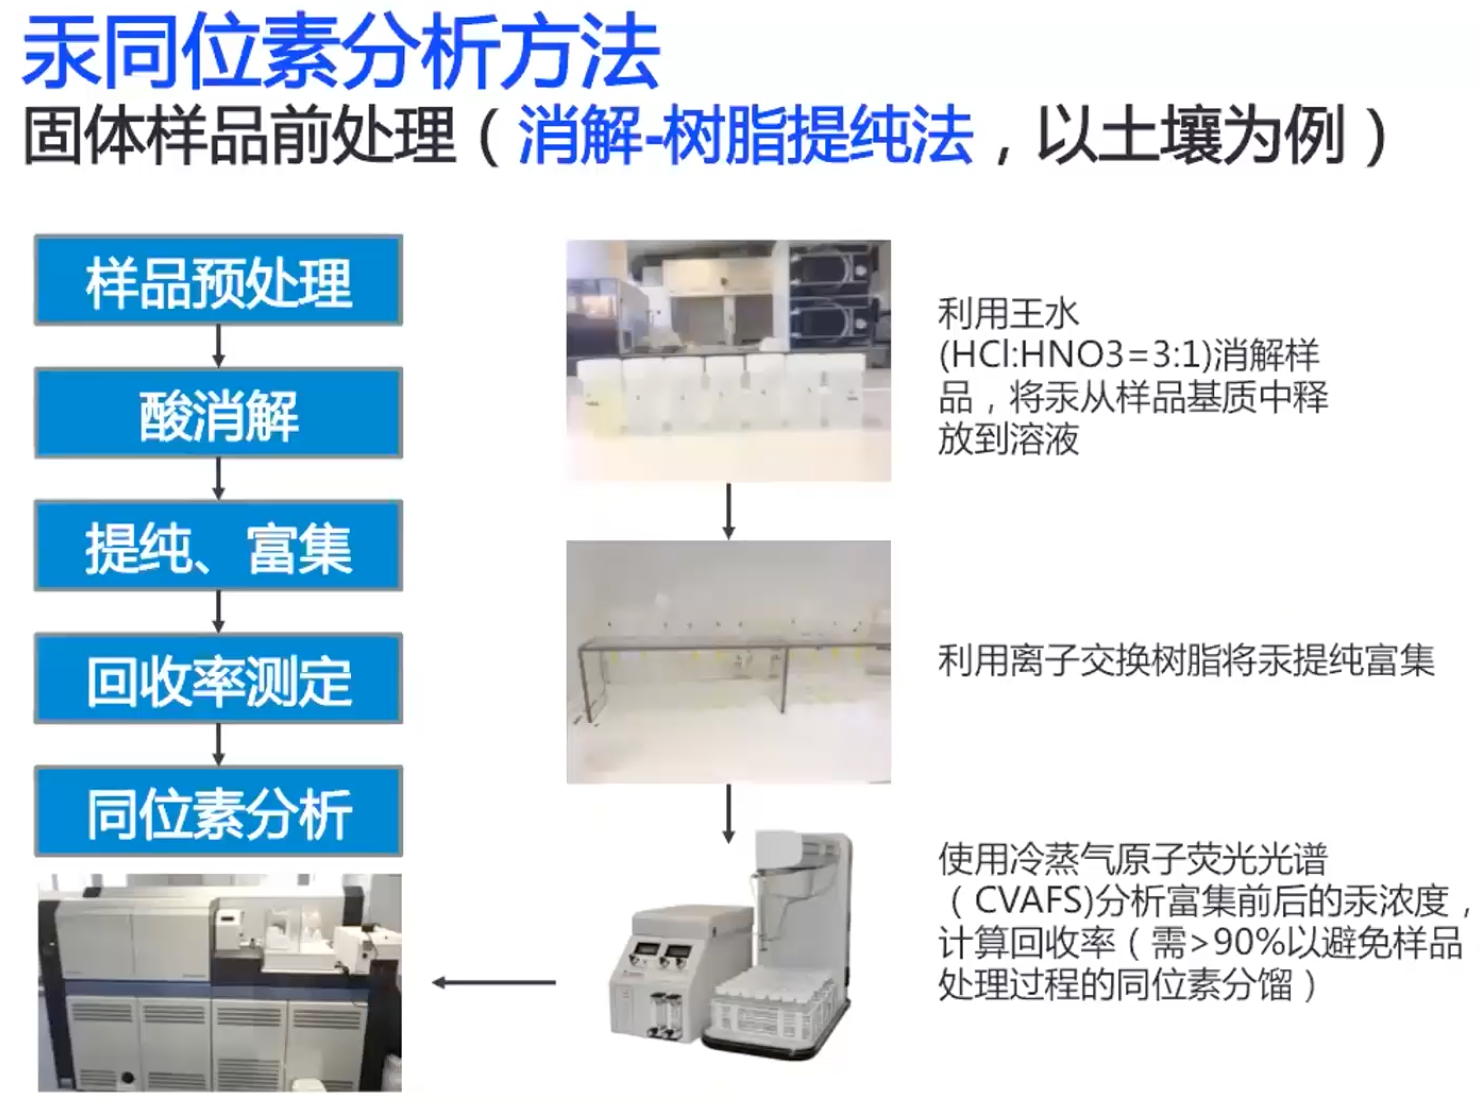 汞同位素分析方法
固体样品前处理（消解-树脂提纯法，以土壤为例）
样品预处理
酸消解
提纯、富集
回收率测定
同位素分析
利用王水
(HCl:HNO3=3:1)消解样
品，将汞从样品基质中释
放到溶液
利用离子交换树脂将汞提纯富集
使用冷蒸气原子荧光光谱
（CVAFS)分析富集前后的汞浓度，
计算回收率（需>90%以避免样品
处理过程的同位素分馏）